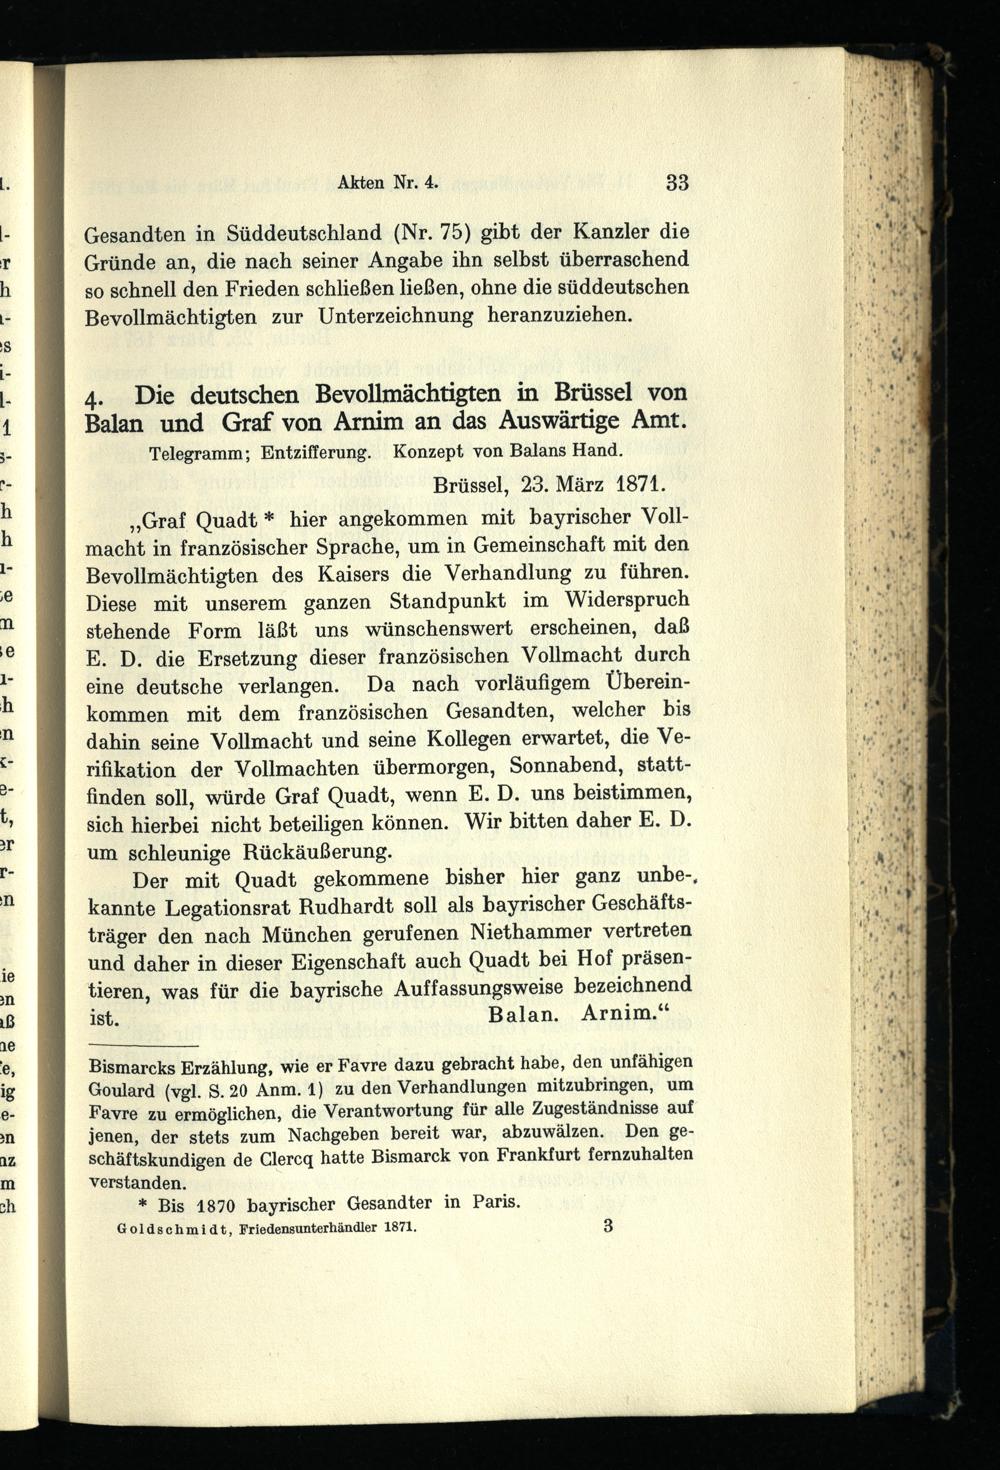 Akten Nr. 4. 33
Gesandten in Süddeutschland (Nr. 75) gibt der Kanzler die
Gründe an, die nach seiner Angabe ihn selbst überraschend
so schnell den Frieden schließen ließen, ohne die süddeutschen
Bevollmächtigten zur Unterzeichnung heranzuziehen.
4. Die deutschen Bevollmächtigten in Brüssel von
Balan und Graf von Arnim an das Auswärtige Amt.
Telegramm; Entzifferung. Konzept von Balans Hand.
Brüssel, 23. März 1871.
„Graf Quadt * hier angekommen mit bayrischer Voll-
macht in französischer Sprache, um in Gemeinschaft mit den
Bevollmächtigten des Kaisers die Verhandlung zu führen.
Diese mit unserem ganzen Standpunkt im Widerspruch
stehende Form läßt uns wünschenswert erscheinen, daß
E. D. die Ersetzung dieser französischen Vollmacht durch
eine deutsche verlangen. Da nach vorläufigem Überein-
kommen mit dem französischen Gesandten, welcher bis
dahin seine Vollmacht und seine Kollegen erwartet, die Ve-
rifikation der Vollmachten übermorgen, Sonnabend, statt-
finden soll, würde Graf Quadt, wenn E. D. uns beistimmen,
sich hierbei nicht beteiligen können. Wir bitten daher E. D.
um schleunige Rückäußerung.
Der mit Quadt gekommene bisher hier ganz unbe-
kannte Legationsrat Rudhardt soll als bayrischer Geschäfts-
träger den nach München gerufenen Niethammer vertreten
und daher in dieser Eigenschaft auch Quadt bei Hof präsen-
tieren, was für die bayrische Auffassungsweise bezeichnend
ist. Balan. Arnim.“
Bismarcks Erzählung, wie er Favre dazu gebracht habe, den unfähigen
Goulard (vgl. S. 20 Anm. 1) zu den Verhandlungen mitzubringen, um
Favre zu ermöglichen, die Verantwortung für alle Zugeständnisse auf
jenen, der stets zum Nachgeben bereit war, abzuwälzen. Den ge-
schäftskundigen de Clercq hatte Bismarck von Frankfurt fernzuhalten
verstanden.
* Bis 1870 bayrischer Gesandter in Paris.
Goldschmidt, Friedensunterhändler 1871. 3